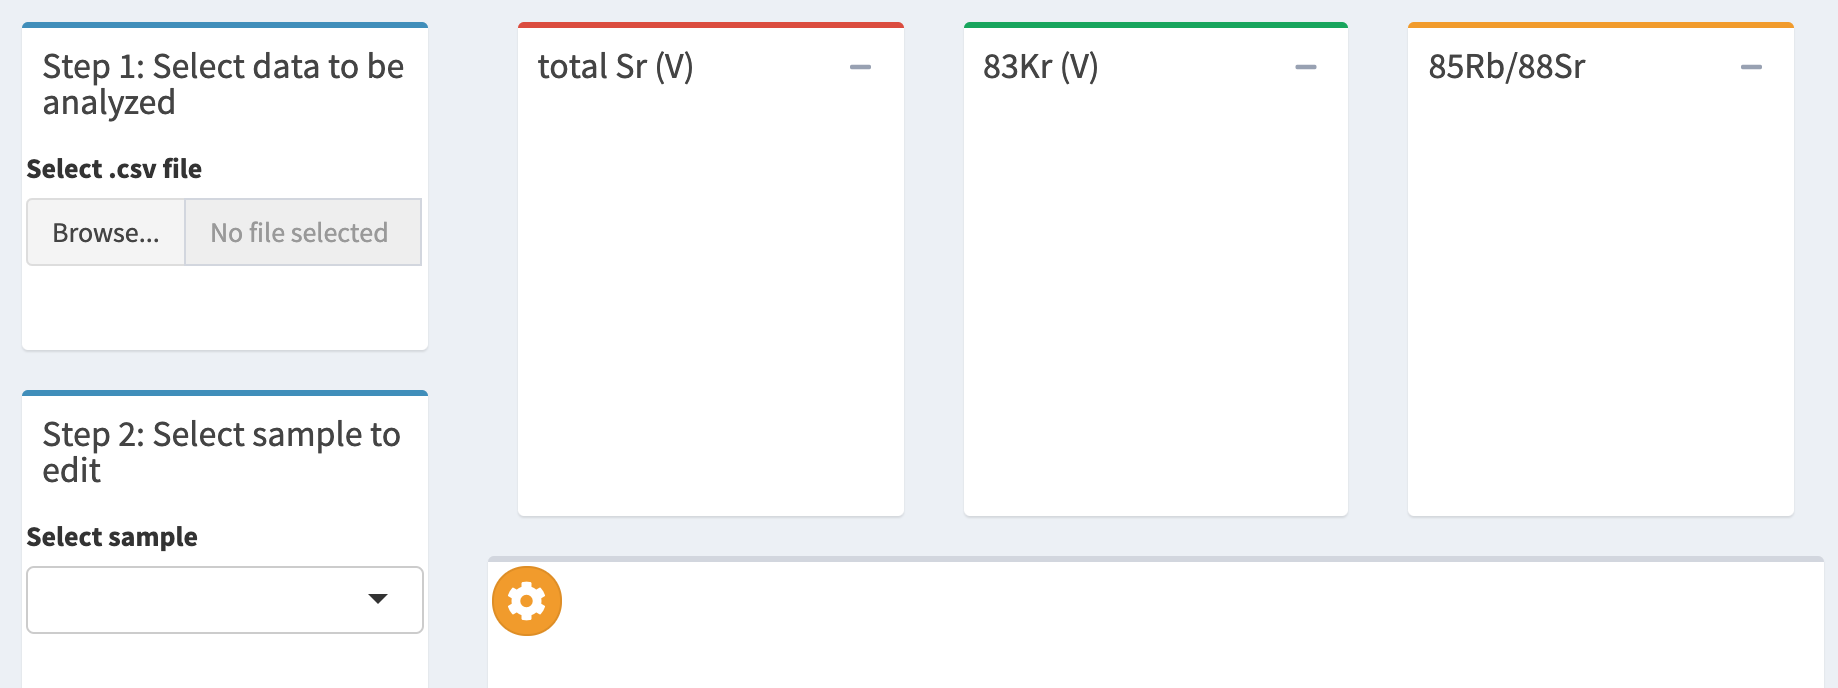 Step 1: Select data to be
analyzed
Select .csv file
Browse...
No file selected
Step 2: Select sample to
edit
Select sample
total Sr (V)
83Kr (V)
85Rb/88Sr